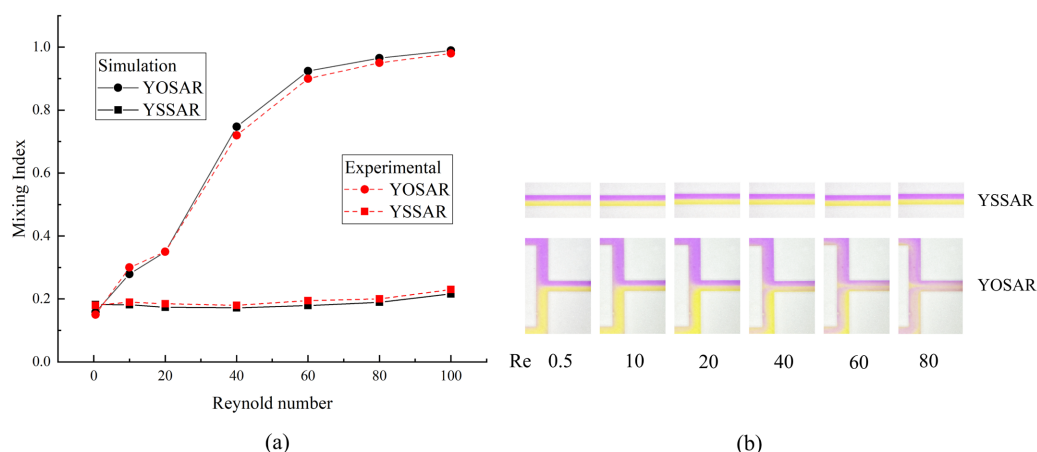 Simulation
YOSAR
YSSAR
Experimental
YOSAR
YSSAR
Mixing Index
1.0
0.8
0.6
0.4
0.2
0.0
0 20 40 60 80 100
Reynold number
(a)
YSSAR
YOSAR
Re 0.5 10 20 40 60 80
(b)